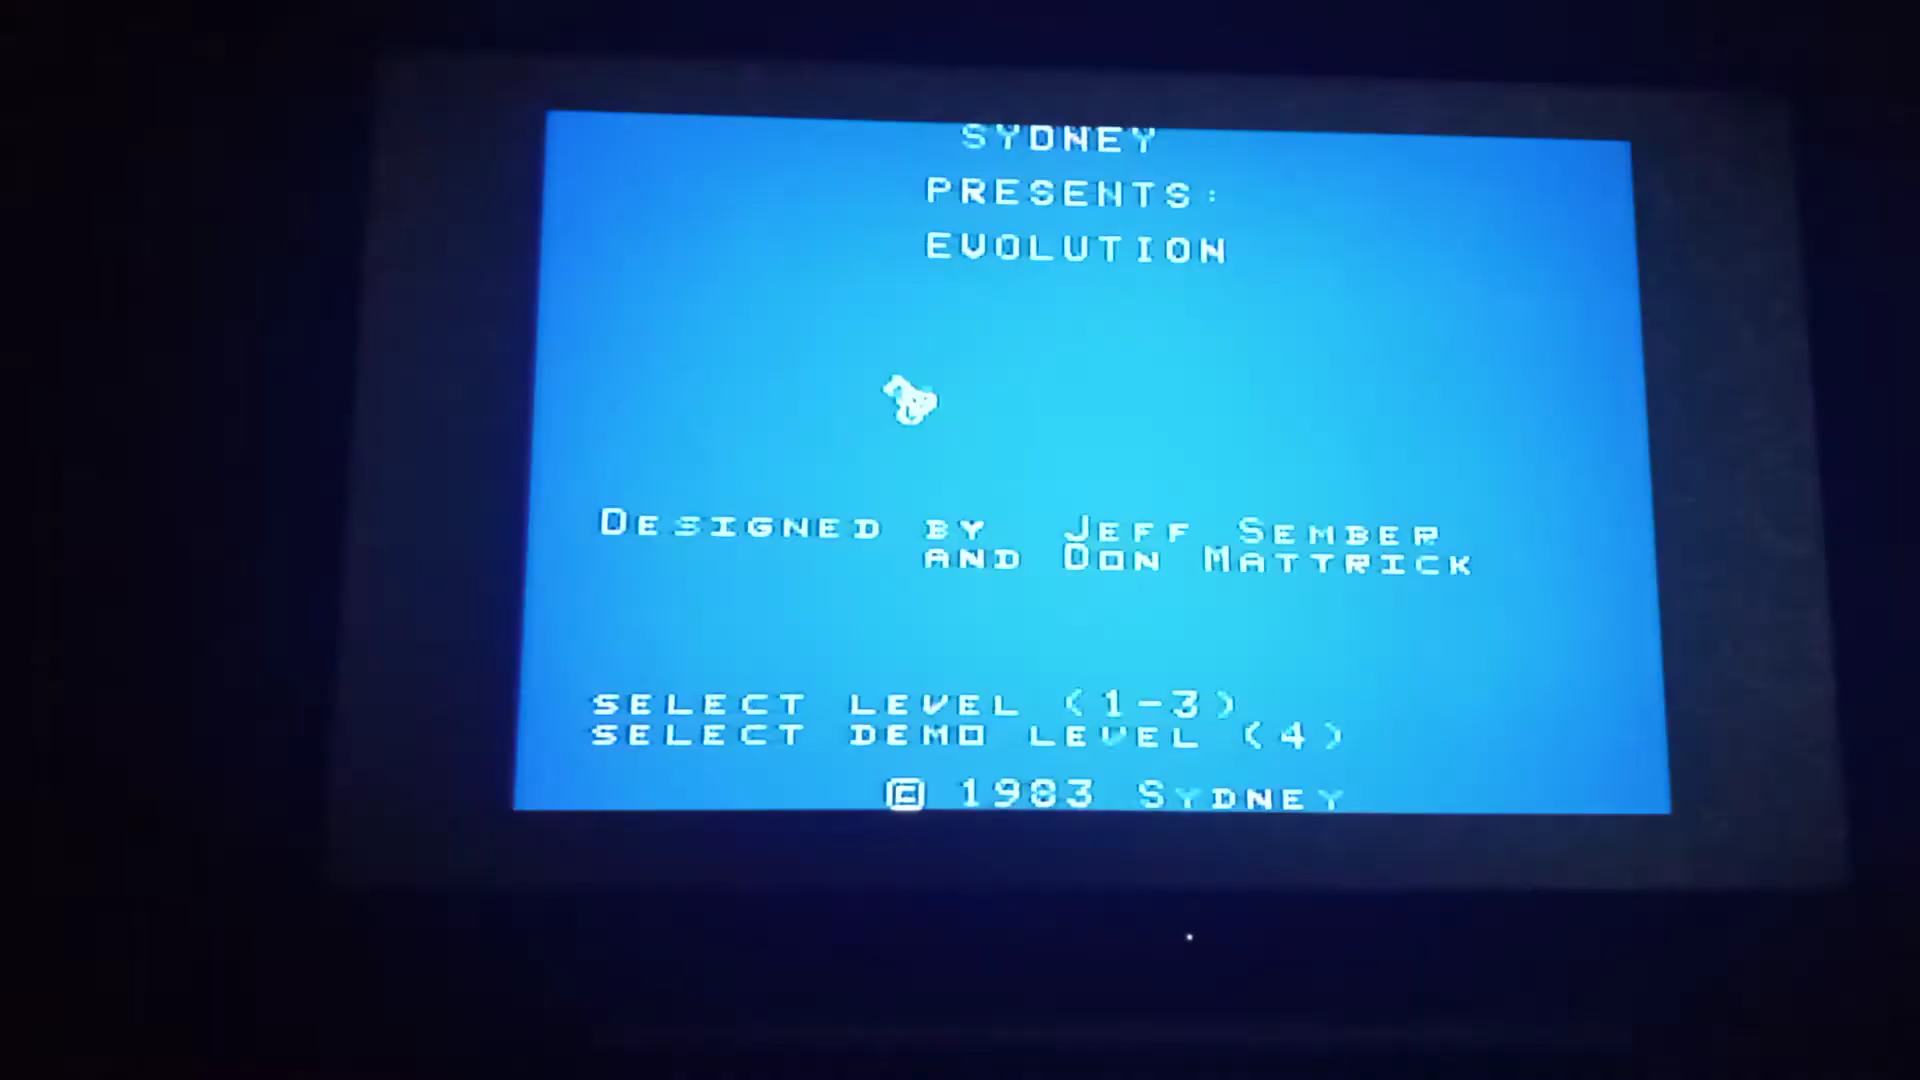 SYDNEY
PRESENTS:
EVOLUTION
DESIGNED BY JEFF SEMBER
AND DON MATTRICK
SELECT LEVEL (1-3)
SELECT DEMO LEVEL (4)
© 1983 SYDNEY